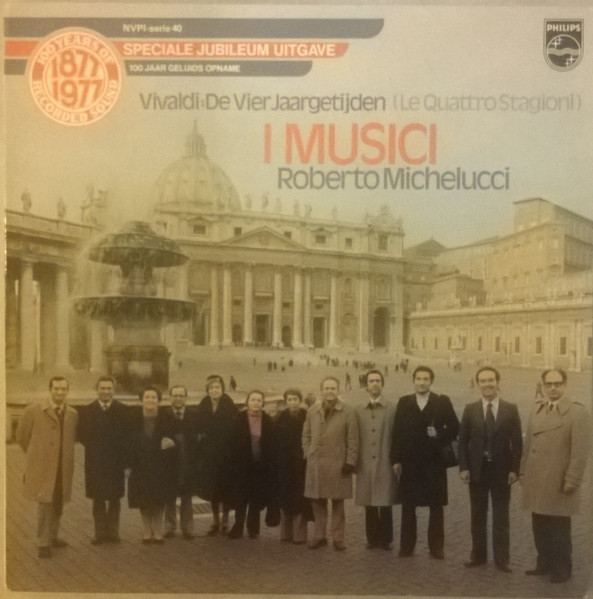 NVPI-serie 40
SPECIALE JUBILEUM UITGAVE
100 JAAR GELUIDS OPNAME
100 YEARS OF
1877
1977
RECORDED SOUND
PHILIPS
Vivaldi:De Vier Jaargetijden (Le Quattro Stagioni)
I MUSICI
Roberto Michelucci